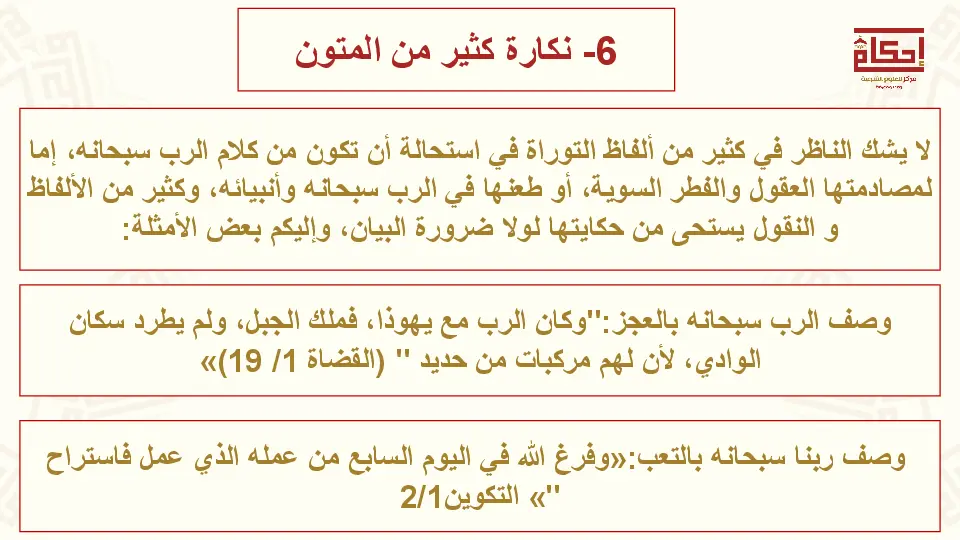 6- نكارة كثير من المتون
إحكام
مركز للعلوم الشرعية
لا يشك الناظر في كثير من ألفاظ التوراة في استحالة أن تكون من كلام الرب سبحانه، إما
لمصادمتها العقول والفطر السوية، أو طعنها في الرب سبحانه وأنبيائه، وكثير من الألفاظ
و النقول يستحى من حكايتها لولا ضرورة البيان، وإليكم بعض الأمثلة:
وصف الرب سبحانه بالعجز:"وكان الرب مع يهوذا، فملك الجبل، ولم يطرد سكان
الوادي، لأن لهم مركبات من حديد " (القضاة 1/ 19)»
وصف ربنا سبحانه بالتعب:«وفرغ الله في اليوم السابع من عمله الذي عمل فاستراح
"» التكوين2/1